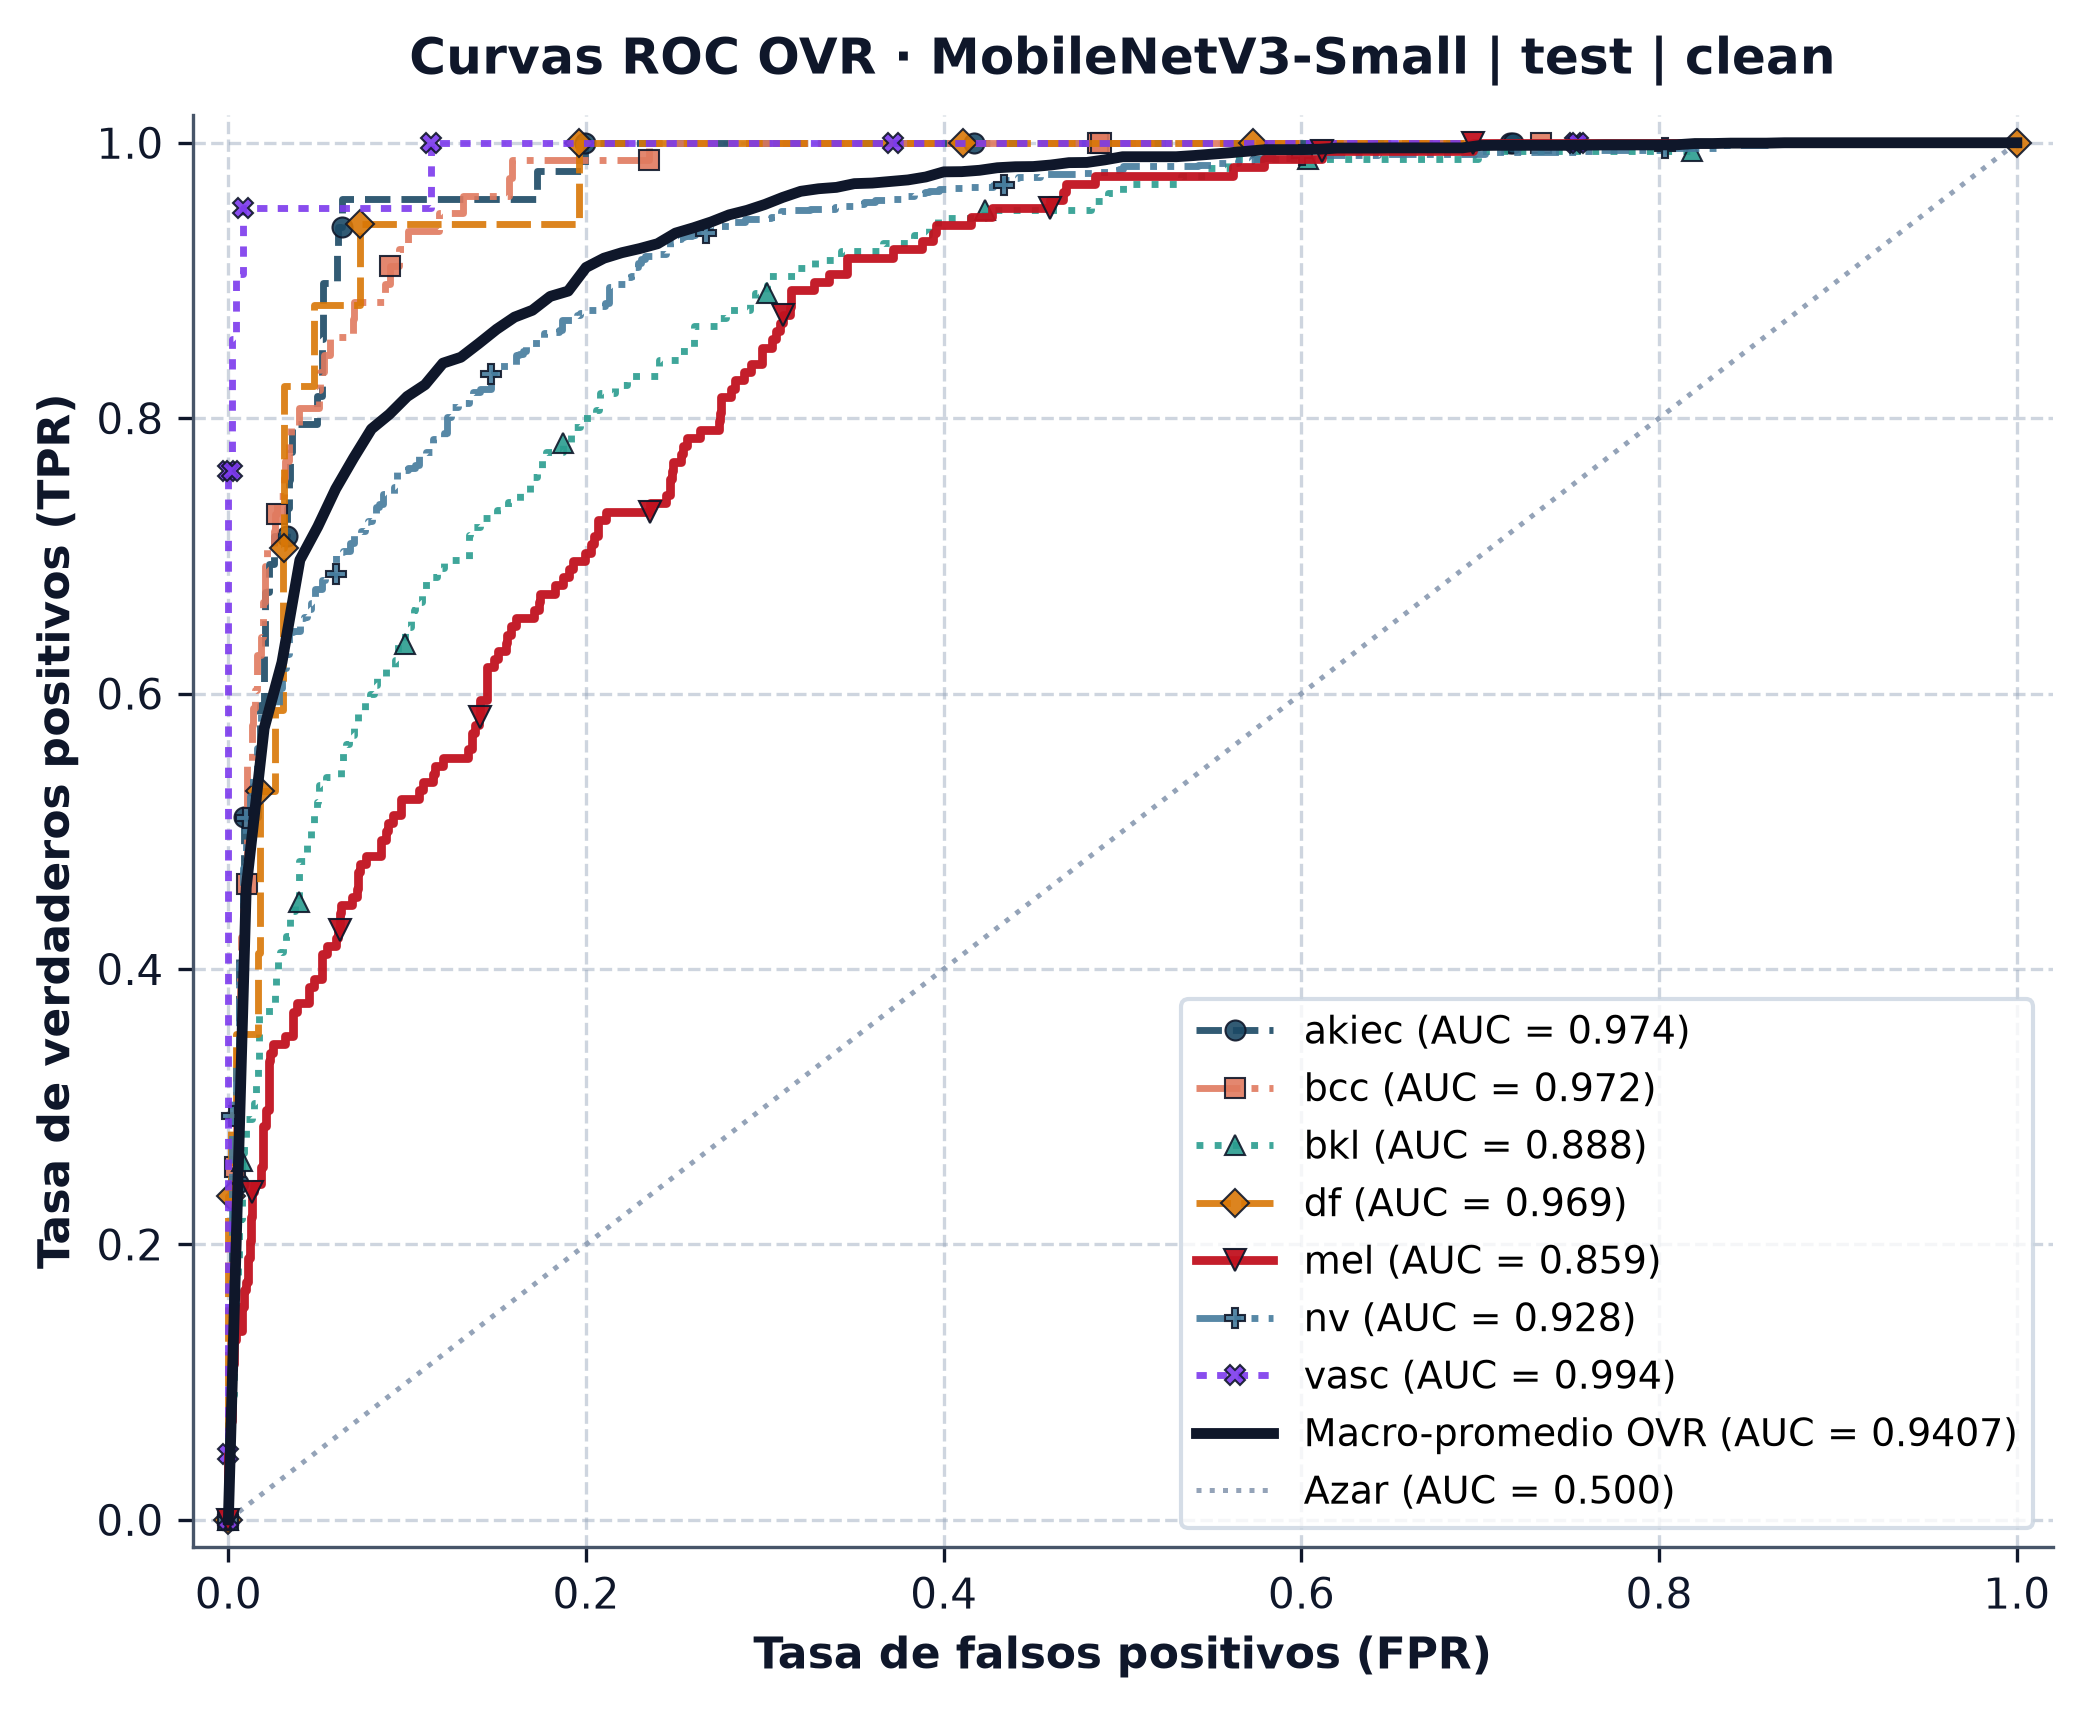 Curvas ROC OVR · MobileNetV3-Small | test | clean
Tasa de verdaderos positivos (TPR)
1.0
0.8
0.6
0.4
0.2
0.0
akiec (AUC = 0.974)
bcc (AUC = 0.972)
bkl (AUC = 0.888)
df (AUC = 0.969)
mel (AUC = 0.859)
nv (AUC = 0.928)
vasc (AUC = 0.994)
Macro-promedio OVR (AUC = 0.9407)
Azar (AUC = 0.500)
0.0 0.2 0.4 0.6 0.8 1.0
Tasa de falsos positivos (FPR)